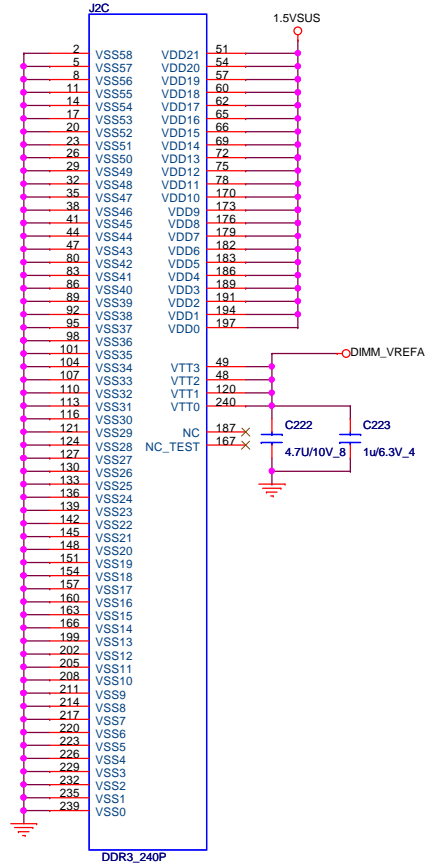 J2C
1.5VSUS
2 VSS58 VDD21 51
5 VSS57 VDD20 54
8 VSS56 VDD19 57
11 VSS55 VDD18 60
14 VSS54 VDD17 62
17 VSS53 VDD16 65
20 VSS52 VDD15 66
23 VSS51 VDD14 69
26 VSS50 VDD13 72
29 VSS49 VDD12 75
32 VSS48 VDD11 78
35 VSS47 VDD10 170
38 VSS46 VDD9 173
41 VSS45 VDD8 176
44 VSS44 VDD7 179
47 VSS43 VDD6 182
80 VSS42 VDD5 183
83 VSS41 VDD4 186
86 VSS40 VDD3 189
89 VSS39 VDD2 191
92 VSS38 VDD1 194
95 VSS37 VDD0 197
98 VSS36
101 VSS35 DIMM_VREFA
104 VSS34 VTT3 49
107 VSS33 VTT2 48
110 VSS32 VTT1 120
113 VSS31 VTT0 240
116 VSS30
121 VSS29 NC 187 C222 C223
124 VSS28 NC_TEST 167 4.7U/10V_8 1u/6.3V_4
127 VSS27
130 VSS26
133 VSS25
136 VSS24
139 VSS23
142 VSS22
145 VSS21
148 VSS20
151 VSS19
154 VSS18
157 VSS17
160 VSS16
163 VSS15
166 VSS14
199 VSS13
202 VSS12
205 VSS11
208 VSS10
211 VSS9
214 VSS8
217 VSS7
220 VSS6
223 VSS5
226 VSS4
229 VSS3
232 VSS2
235 VSS1
239 VSS0
DDR3_240P